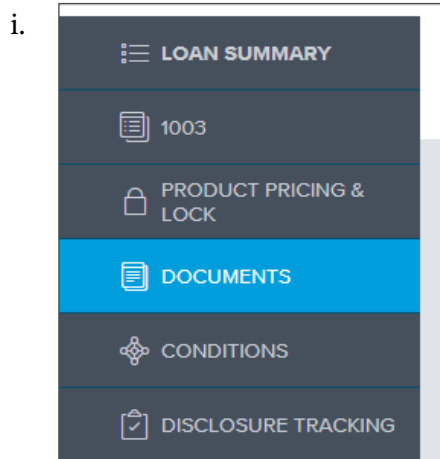 i.
LOAN SUMMARY
1003
PRODUCT PRICING &
LOCK
DOCUMENTS
CONDITIONS
DISCLOSURE TRACKING